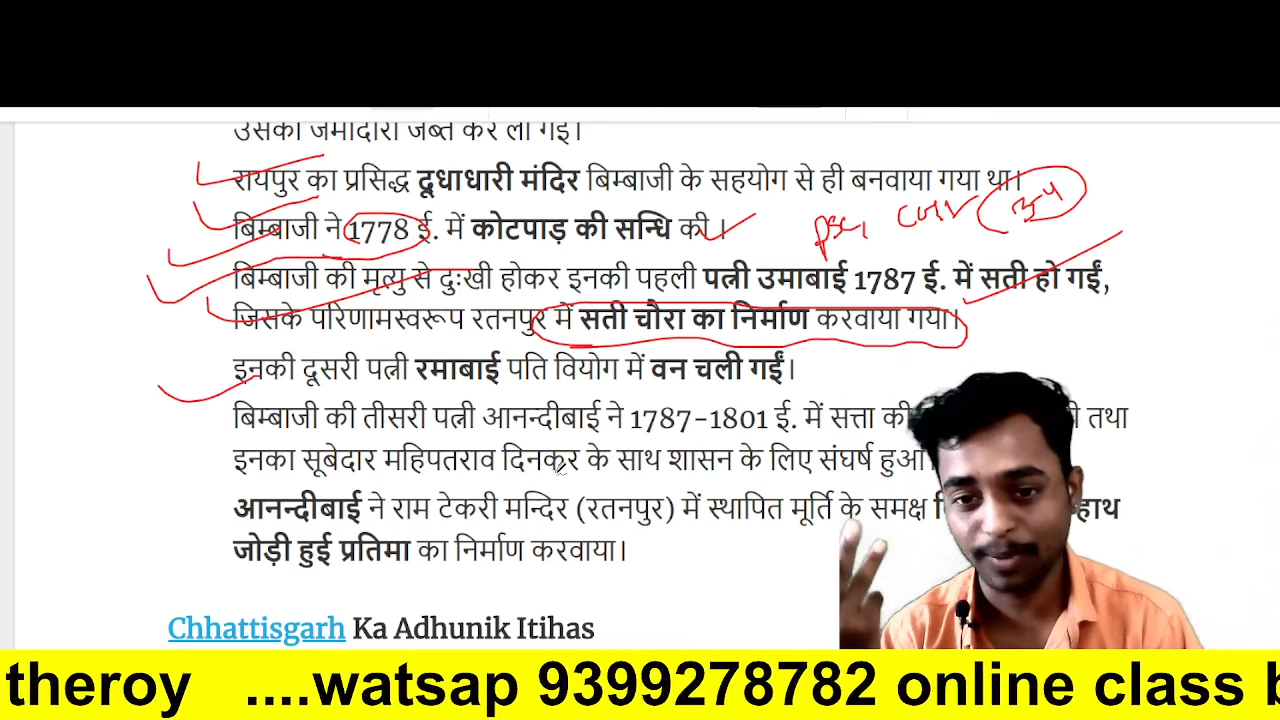 उसकी जमींदारी जब्त कर ली गई।
रायपुर का प्रसिद्ध दूधाधारी मंदिर बिम्बाजी के सहयोग से ही बनवाया गया था।
बिम्बाजी ने 1778 ई. में कोटपाड़ की सन्धि की।
psc,
बिम्बाजी की मृत्यु से दुःखी होकर इनकी पहली पत्नी उमाबाई 1787 ई. में सती हो गईं,
जिसके परिणामस्वरूप रतनपुर में सती चौरा का निर्माण करवाया गया।
इनकी दूसरी पत्नी रमाबाई पति वियोग में वन चली गईं।
बिम्बाजी की तीसरी पत्नी आनन्दीबाई ने 1787-1801 ई. में सत्ता की तथा
इनका सूबेदार महिपतराव दिनकर के साथ शासन के लिए संघर्ष हुआ
आनन्दीबाई ने राम टेकरी मन्दिर (रतनपुर) में स्थापित मूर्ति के समक्ष हाथ
जोड़ी हुई प्रतिमा का निर्माण करवाया।
Chhattisgarh Ka Adhunik Itihas
theroy ....watsap 9399278782 online class b